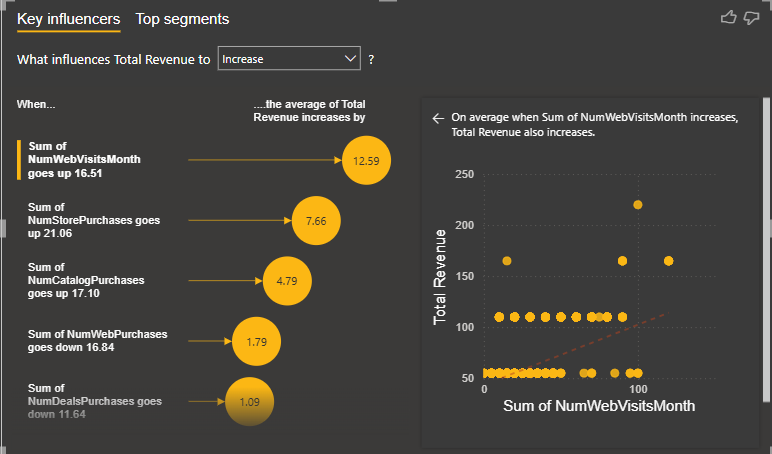 Key influencers Top segments
What influences Total Revenue to Increase ?
When...
....the average of Total
Revenue increases by
Sum of
NumWebVisitsMonth
goes up 16.51
12.59
Sum of
NumStorePurchases goes
up 21.06
7.66
Sum of
NumCatalogPurchases
goes up 17.10
4.79
Sum of NumWebPurchases
goes down 16.84
1.79
Sum of
NumDealsPurchases goes
down 11.64
1.09
On average when Sum of NumWebVisitsMonth increases,
Total Revenue also increases.
Total Revenue
250
200
150
100
50
0 100
Sum of NumWebVisitsMonth